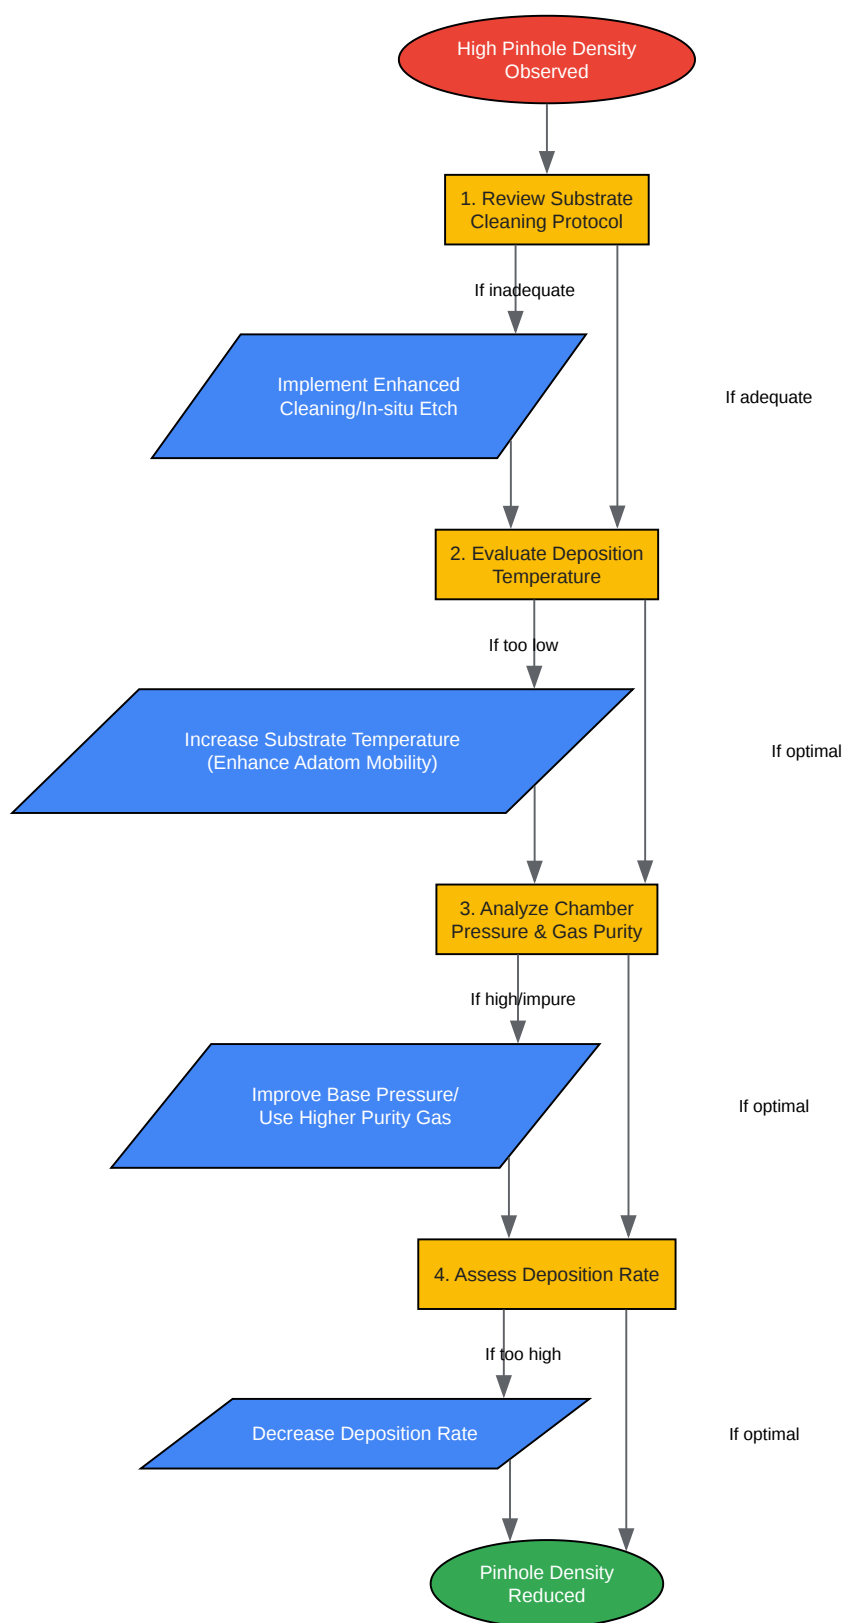 High Pinhole Density
Observed
1. Review Substrate
Cleaning Protocol
If inadequate
Implement Enhanced
Cleaning/In-situ Etch
If adequate
2. Evaluate Deposition
Temperature
If too low
Increase Substrate Temperature
(Enhance Adatom Mobility)
If optimal
3. Analyze Chamber
Pressure & Gas Purity
If high/impure
Improve Base Pressure/
Use Higher Purity Gas
If optimal
4. Assess Deposition Rate
If too high
Decrease Deposition Rate
If optimal
Pinhole Density
Reduced